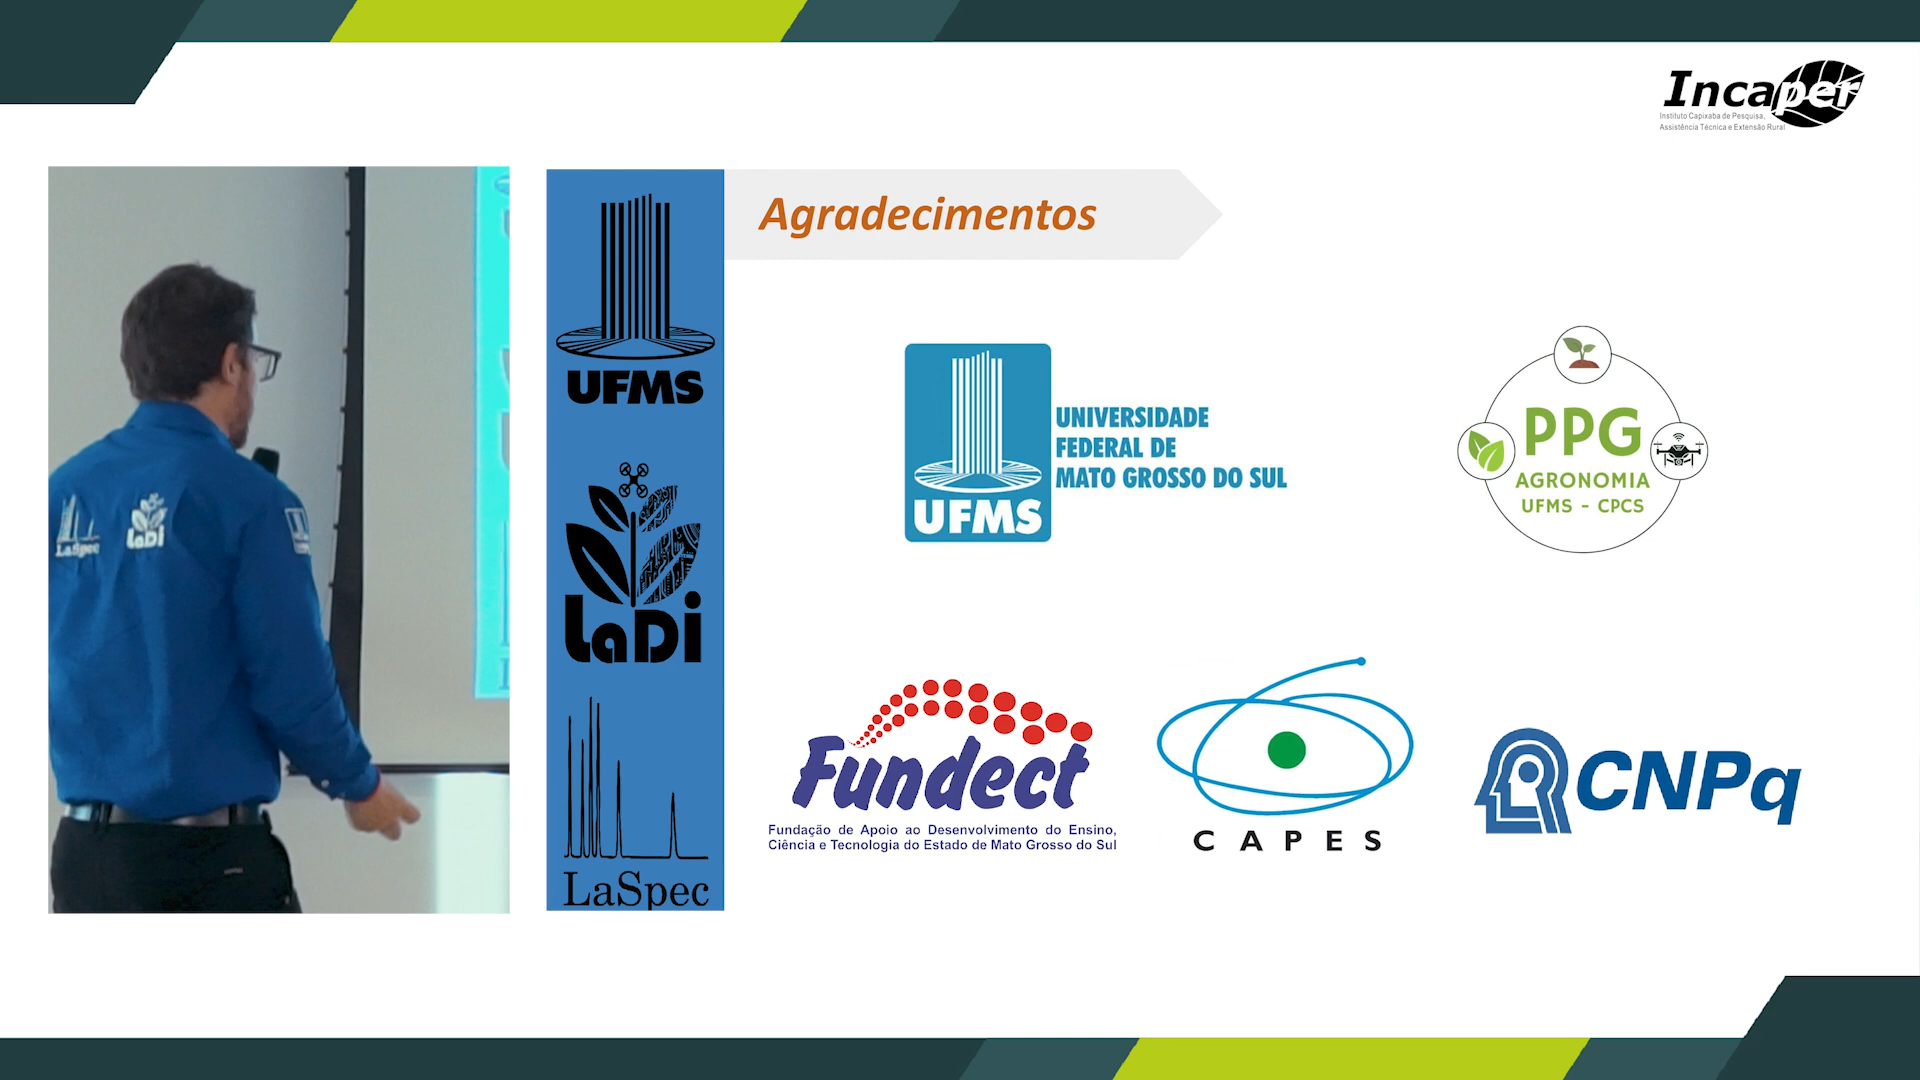 Incaper
Instituto Capixaba de Pesquisa,
Assistência Técnica e Extensão Rural
LaSpec
LaDi
UFMS
LaDi
LaSpec
Agradecimentos
UFMS
UNIVERSIDADE
FEDERAL DE
MATO GROSSO DO SUL
PPG
AGRONOMIA
UFMS - CPCS
Fundect
Fundação de Apoio ao Desenvolvimento do Ensino,
Ciência e Tecnologia do Estado de Mato Grosso do Sul
CAPES
CNPq